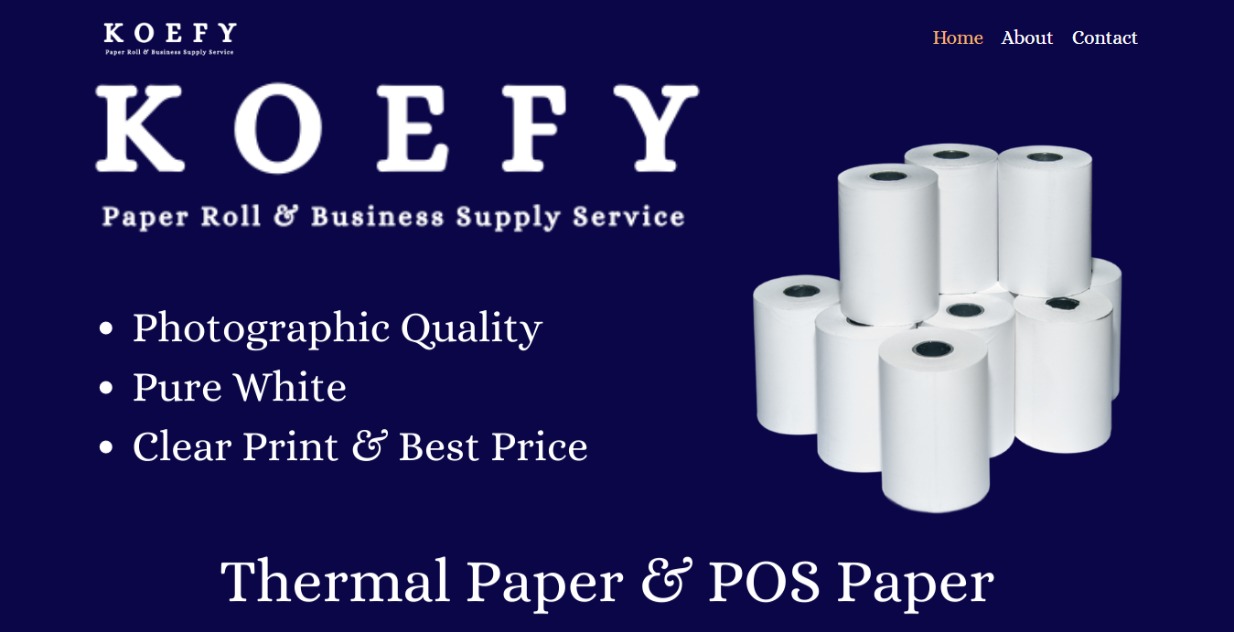 KOEFY
Paper Roll & Business Supply Service
Home About Contact
KOEFY
Paper Roll & Business Supply Service
Photographic Quality
Pure White
Clear Print & Best Price
Thermal Paper & POS Paper